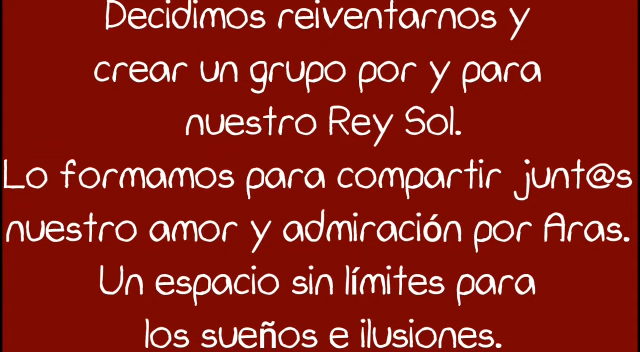 Decidimos reiventarnos y
crear un grupo por y para
nuestro Rey Sol.
Lo formamos para compartir junt@s
nuestro amor y admiración por Aras.
Un espacio sin límites para
los sueños e ilusiones.